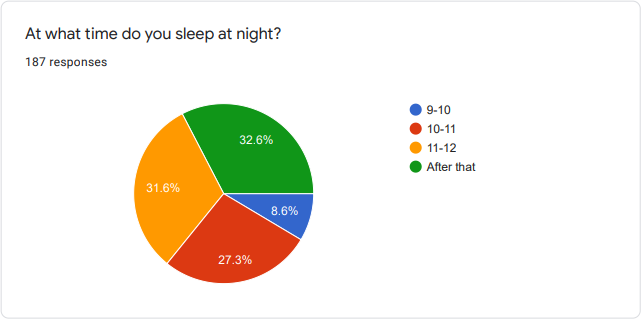 At what time do you sleep at night?
187 responses
32.6%
31.6%
8.6%
27.3%
9-10
10-11
11-12
After that